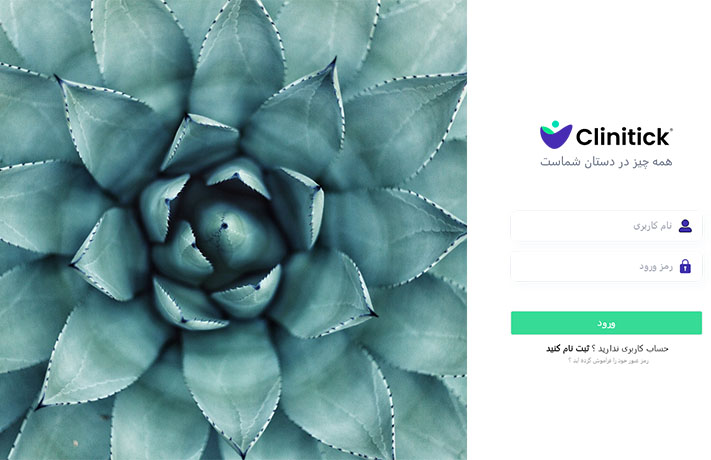 Clinitick®
همه چیز در دستان شماست
نام کاربری
رمز ورود
ورود
حساب کاربری ندارید ؟ ثبت نام کنید
رمز عبور خود را فراموش کرده اید ؟